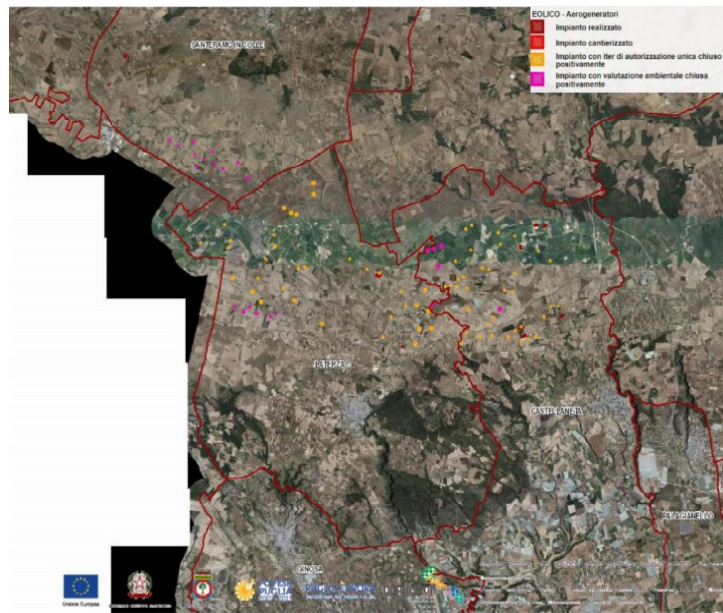 EOLICO - Aerogeneratori
Impianto realizzato
Impianto cantierizzato
Impianto con iter di autorizzazione unica chiuso
positivamente
Impianto con valutazione ambientale chiusa
positivamente
SANTERAMO IN COLLE
LATERZA
CASTELLANETA
PALAGIANELLO
GINOSA
Unione Europea